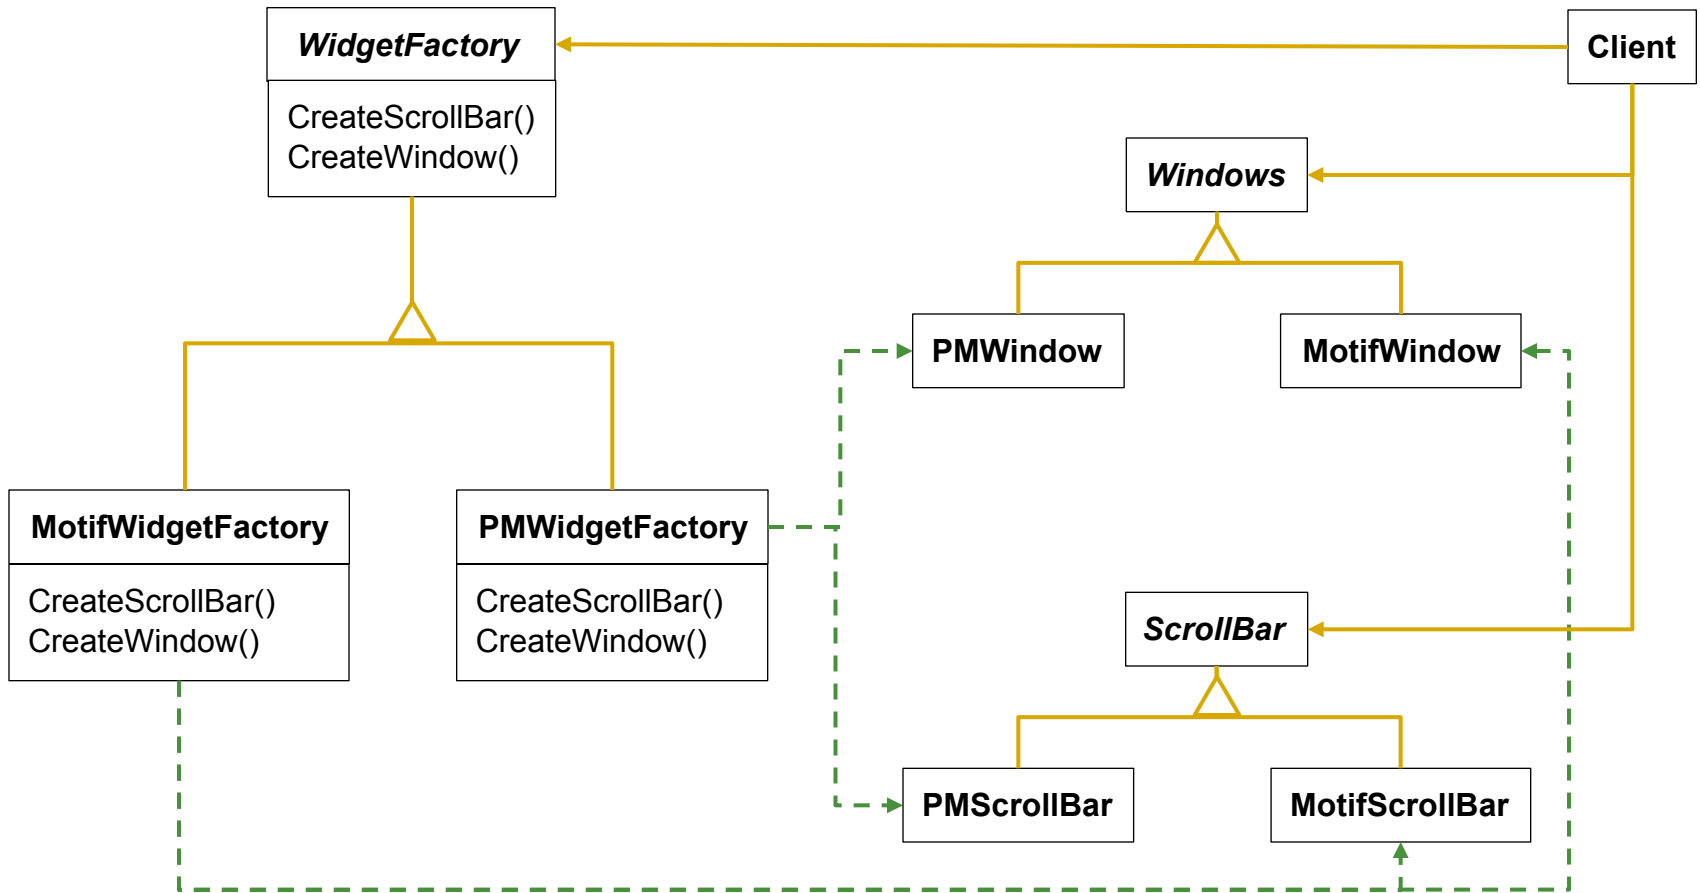 WidgetFactory
CreateScrollBar()
CreateWindow()
Client
Windows
PMWindow
MotifWindow
MotifWidgetFactory
CreateScrollBar()
CreateWindow()
PMWidgetFactory
CreateScrollBar()
CreateWindow()
ScrollBar
PMScrollBar
MotifScrollBar